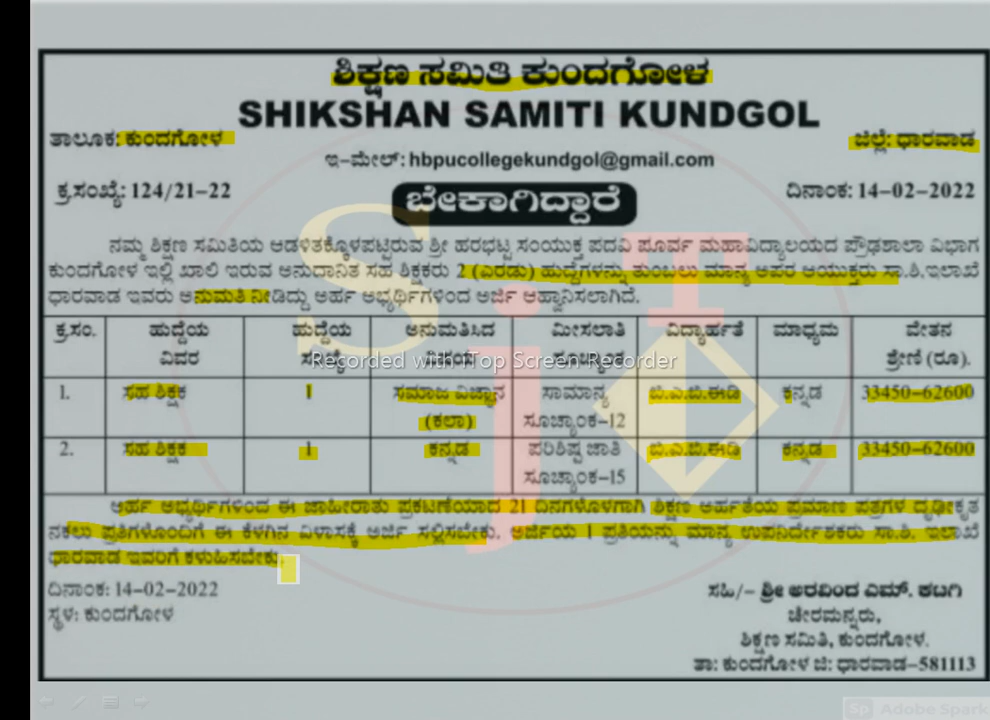 ಶಿಕ್ಷಣ ಸಮಿತಿ ಕುಂದಗೋಳ
SHIKSHAN SAMITI KUNDGOL
ತಾಲೂಕ: ಕುಂದಗೋಳ ಜಿಲ್ಲೆ: ಧಾರವಾಡ
ಇ-ಮೇಲ್: hbpucollegekundgol@gmail.com
ಕ್ರ.ಸಂಖ್ಯೆ: 124/21-22 ಬೇಕಾಗಿದ್ದಾರೆ ದಿನಾಂಕ: 14-02-2022
ನಮ್ಮ ಶಿಕ್ಷಣ ಸಮಿತಿಯ ಆಡಳಿತಕ್ಕೊಳಪಟ್ಟಿರುವ ಶ್ರೀ ಹರಭಟ್ಟ ಸಂಯುಕ್ತ ಪದವಿ ಪೂರ್ವ ಮಹಾವಿದ್ಯಾಲಯದ ಪ್ರೌಢಶಾಲಾ ವಿಭಾಗ
ಕುಂದಗೋಳ ಇಲ್ಲಿ ಖಾಲಿ ಇರುವ ಅನುದಾನಿತ ಸಹ ಶಿಕ್ಷಕರು 2 (ಎರಡು) ಹುದ್ದೆಗಳನ್ನು ತುಂಬಲು ಮಾನ್ಯ ಅಪರ ಆಯುಕ್ತರು ಸಾ.ಶಿ.ಇಲಾಖೆ
ಧಾರವಾಡ ಇವರು ಅನುಮತಿ ನೀಡಿದ್ದು ಅರ್ಹ ಅಭ್ಯರ್ಥಿಗಳಿಂದ ಅರ್ಜಿ ಆಹ್ವಾನಿಸಲಾಗಿದೆ.
ಕ್ರ.ಸಂ. ಹುದ್ದೆಯ ಹುದ್ದೆಯ ಅನುಮತಿಸಿದ ಮೀಸಲಾತಿ ವಿದ್ಯಾರ್ಹತೆ ಮಾಧ್ಯಮ ವೇತನ
ವಿವರ ಸಂಖ್ಯೆ ವಿಷಯ ಸೂಚ್ಯಾಂಕ ಶ್ರೇಣಿ (ರೂ).
Recorded with iTop Screen Recorder
1. ಸಹ ಶಿಕ್ಷಕ 1 ಸಮಾಜ ವಿಜ್ಞಾನ ಸಾಮಾನ್ಯ ಬಿ.ಎ.ಬಿ.ಈಡಿ ಕನ್ನಡ 33450-62600
(ಕಲಾ) ಸೂಚ್ಯಾಂಕ-12
2. ಸಹ ಶಿಕ್ಷಕ 1 ಕನ್ನಡ ಪರಿಶಿಷ್ಟ ಜಾತಿ ಬಿ.ಎ.ಬಿ.ಈಡಿ ಕನ್ನಡ 33450-62600
ಸೂಚ್ಯಾಂಕ-15
ಅರ್ಹ ಅಭ್ಯರ್ಥಿಗಳಿಂದ ಈ ಜಾಹೀರಾತು ಪ್ರಕಟಣೆಯಾದ 21 ದಿನಗಳೊಳಗಾಗಿ ಶಿಕ್ಷಣ ಅರ್ಹತೆಯ ಪ್ರಮಾಣ ಪತ್ರಗಳ ದೃಢೀಕೃತ
ನಕಲಾ ಪ್ರತಿಗಳೊಂದಿಗೆ ಈ ಕೆಳಗಿನ ವಿಳಾಸಕ್ಕೆ ಅರ್ಜಿ ಸಲ್ಲಿಸಬೇಕು. ಅರ್ಜಿಯ 1 ಪ್ರತಿಯನ್ನು ಮಾನ್ಯ ಉಪನಿರ್ದೇಶಕರು ಸಾ.ಶಿ. ಇಲಾಖೆ
ಧಾರವಾಡ ಇವರಿಗೆ ಕಳುಹಿಸಬೇಕು.
ದಿನಾಂಕ: 14-02-2022 ಸಹಿ/- ಶ್ರೀ ಅರವಿಂದ ಎಮ್. ಕಟಗಿ
ಸ್ಥಳ: ಕುಂದಗೋಳ ಚೇರಮನ್ನರು,
ಶಿಕ್ಷಣ ಸಮಿತಿ, ಕುಂದಗೋಳ.
ತಾ: ಕುಂದಗೋಳ ಜಿ: ಧಾರವಾಡ-581113
Sp Adobe Spark